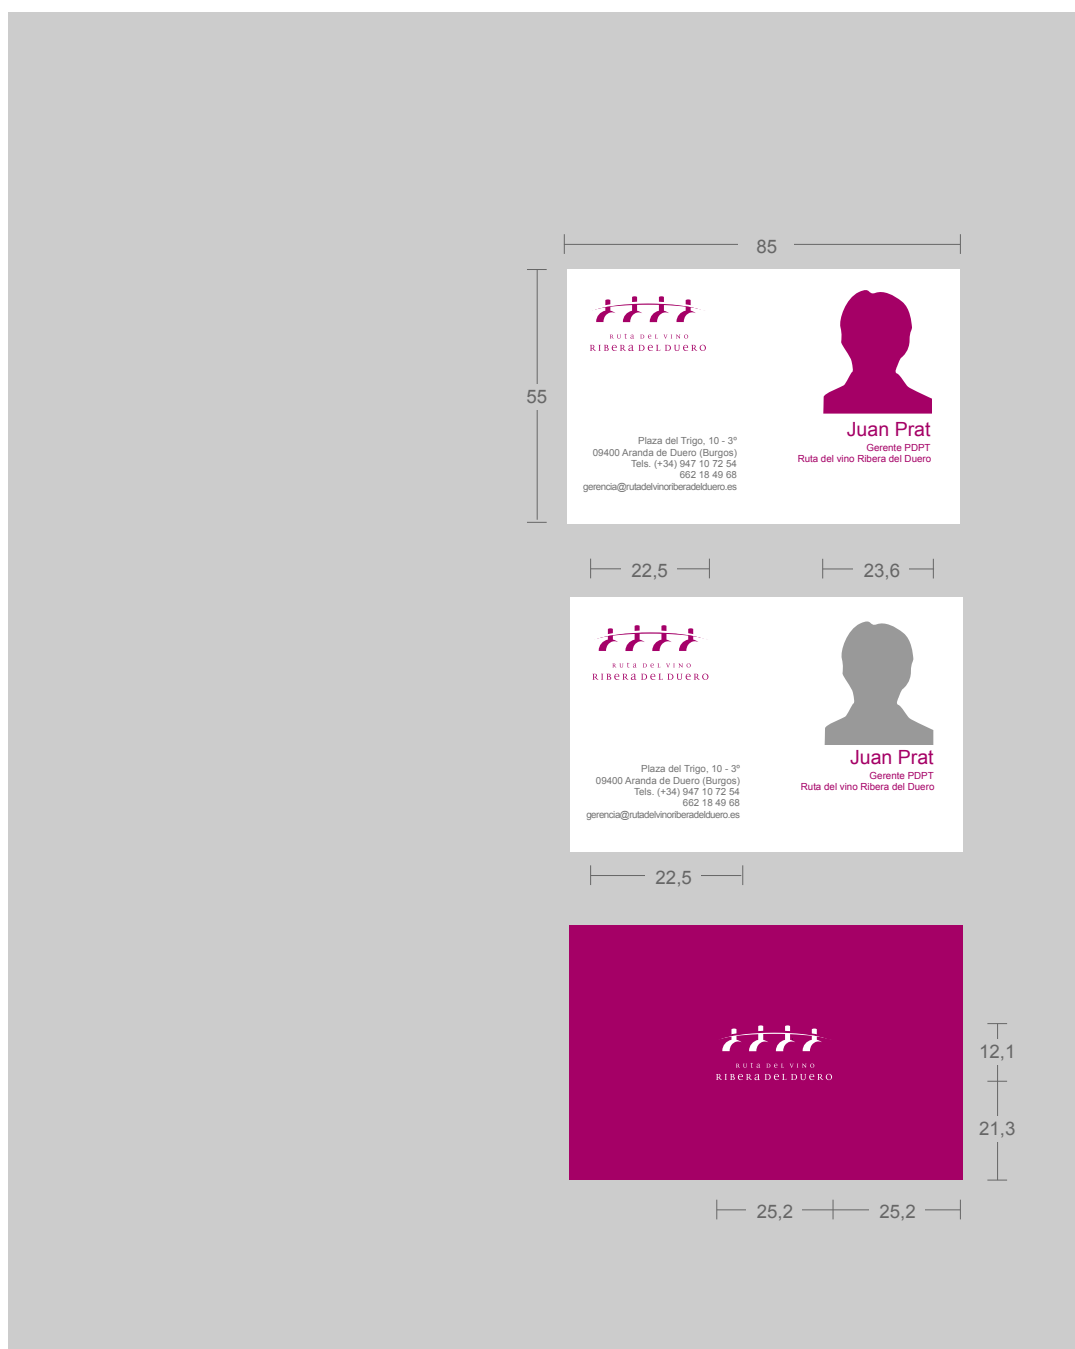 85
55
RUTA DEL VINO
RIBERA DEL DUERO
Juan Prat
Gerente PDPT
Ruta del vino Ribera del Duero
Plaza del Trigo, 10 - 3º
09400 Aranda de Duero (Burgos)
Tels. (+34) 947 10 72 54
662 18 49 68
gerencia@rutadelvinoriberadelduero.es
22,5
23,6
RUTA DEL VINO
RIBERA DEL DUERO
Juan Prat
Gerente PDPT
Ruta del vino Ribera del Duero
Plaza del Trigo, 10 - 3º
09400 Aranda de Duero (Burgos)
Tels. (+34) 947 10 72 54
662 18 49 68
gerencia@rutadelvinoriberadelduero.es
22,5
RUTA DEL VINO
RIBERA DEL DUERO
12,1
21,3
25,2
25,2